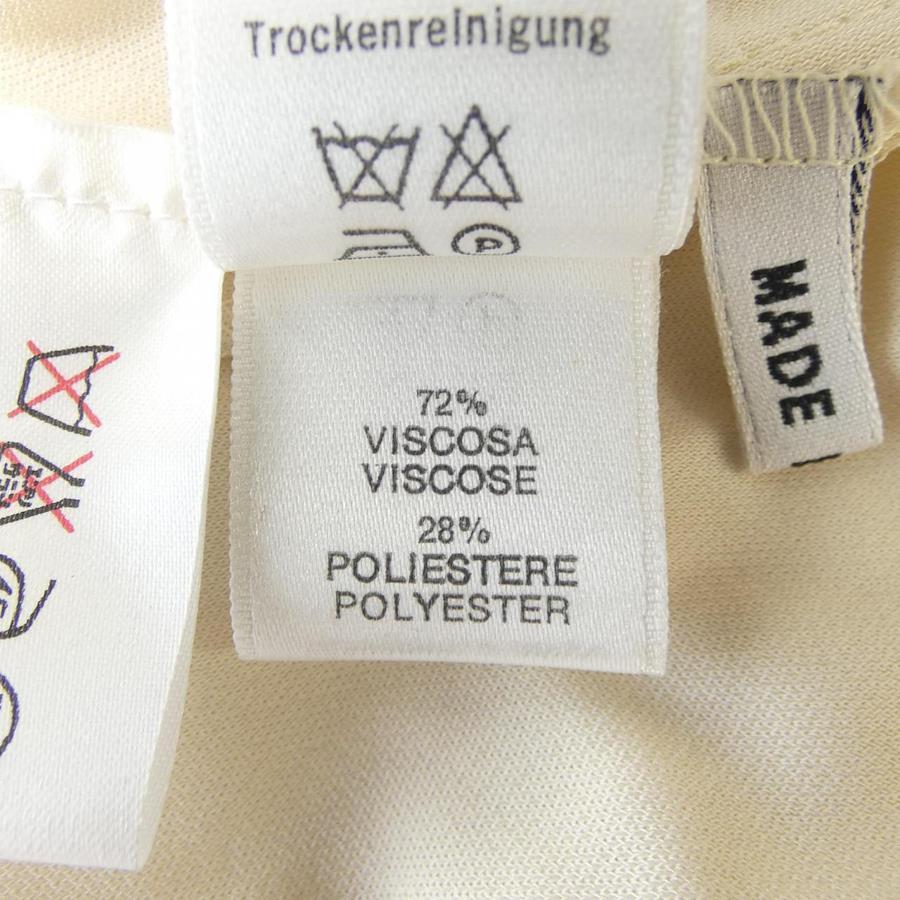 Trockenreinigung
P
72%
VISCOSA
VISCOSE
28%
POLIESTERE
POLYESTER
MADE